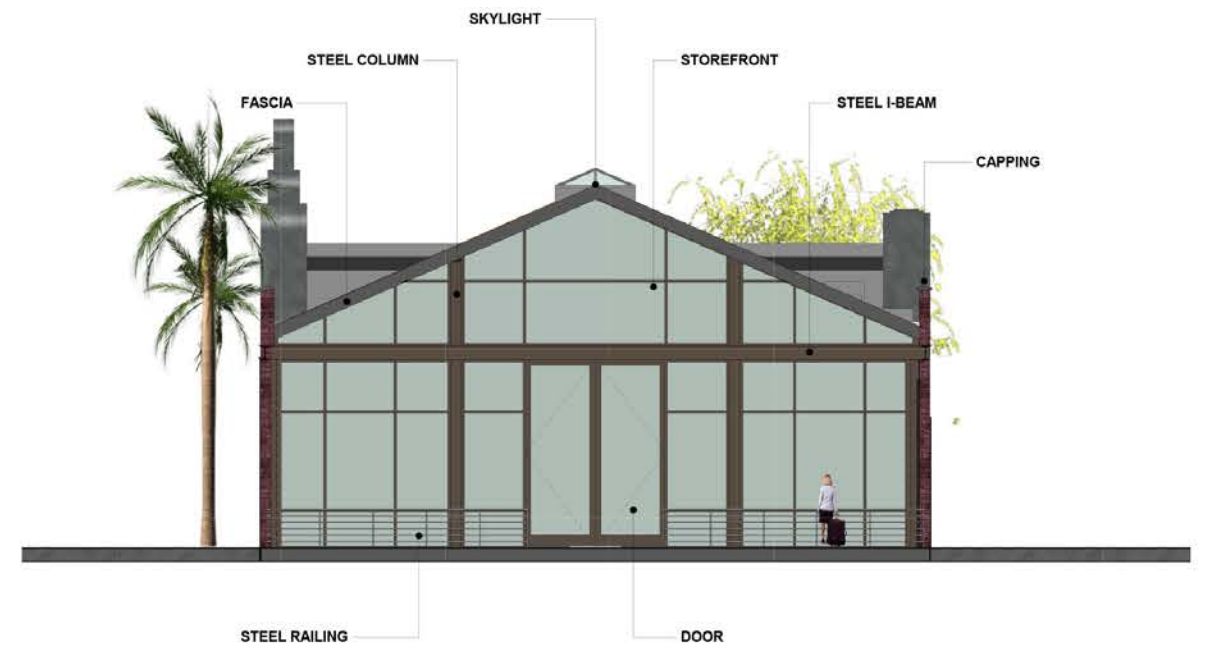 SKYLIGHT
STEEL COLUMN
STOREFRONT
FASCIA
STEEL I-BEAM
CAPPING
STEEL RAILING
DOOR